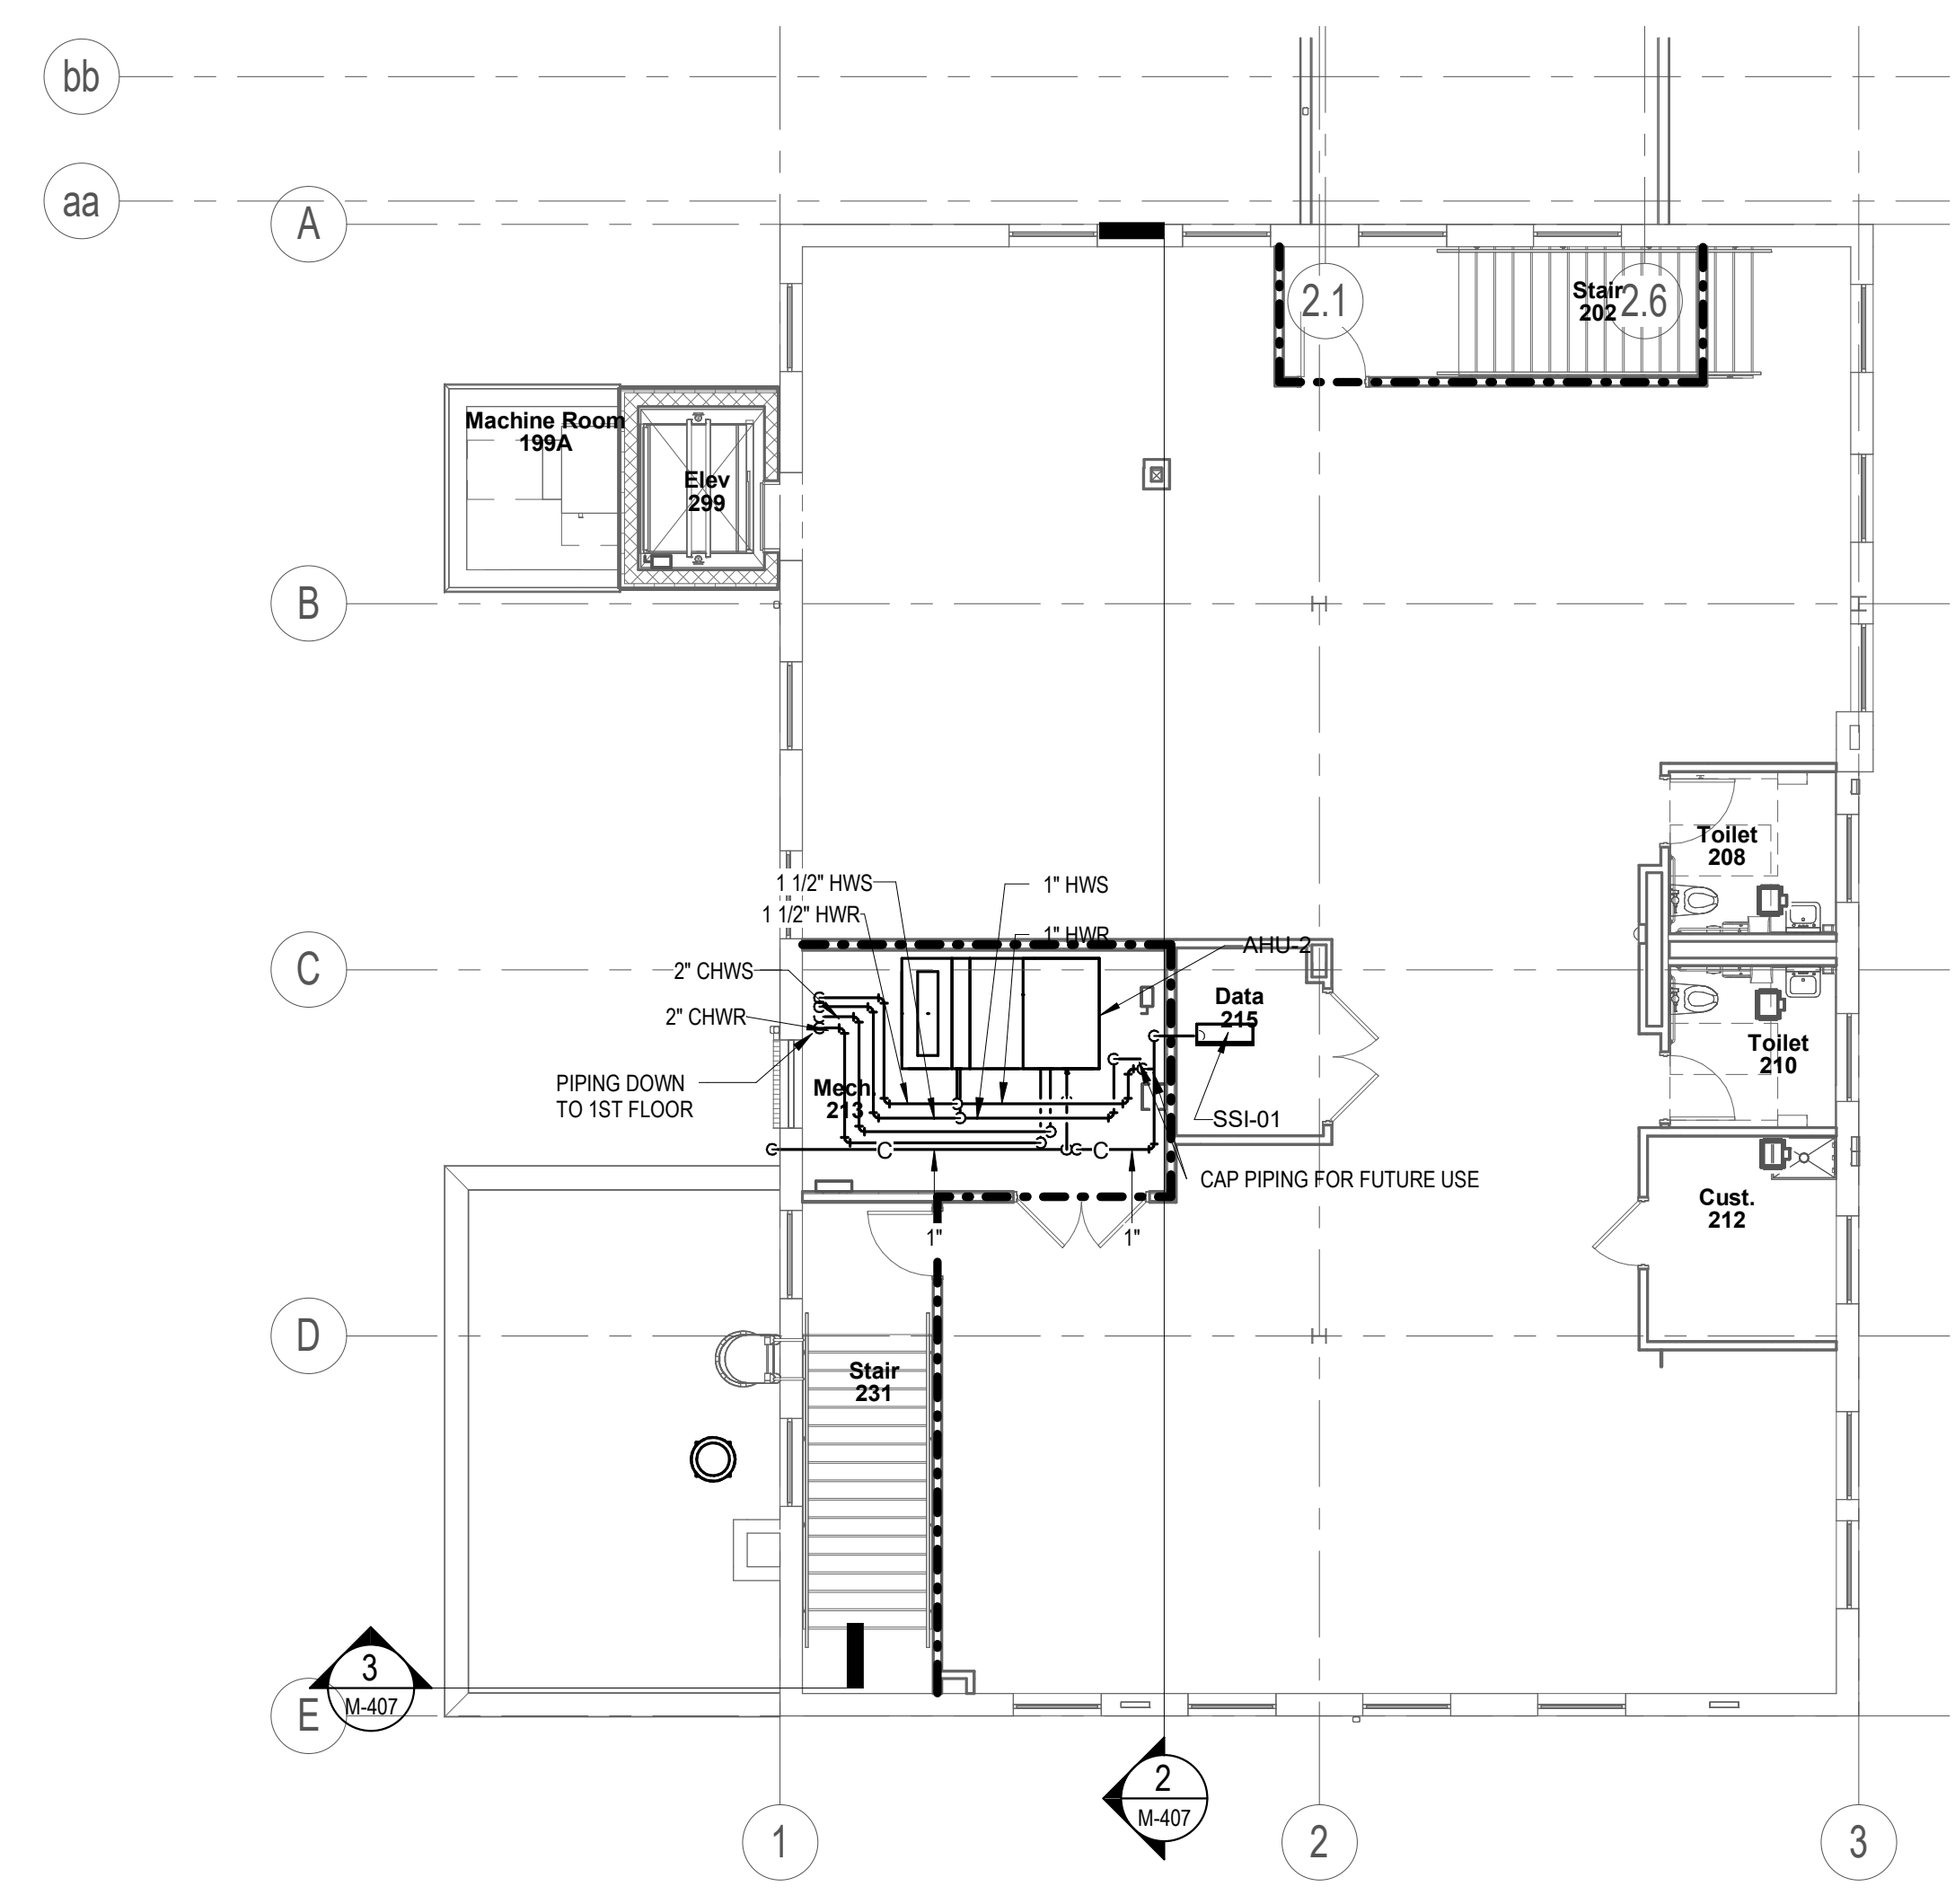 bb
aa
A
2.1
Stair
202
2.6
Machine Room
199A
Elev
299
B
Toilet
208
1 1/2" HWS
1" HWS
1 1/2" HWR
1" HWR
AHU-2
C
2" CHWS
Data
215
2" CHWR
Toilet
210
PIPING DOWN
TO 1ST FLOOR
Mech.
213
SSI-01
C
C
CAP PIPING FOR FUTURE USE
Cust.
212
1"
1"
D
Stair
231
3
M-407
E
2
M-407
1
2
3